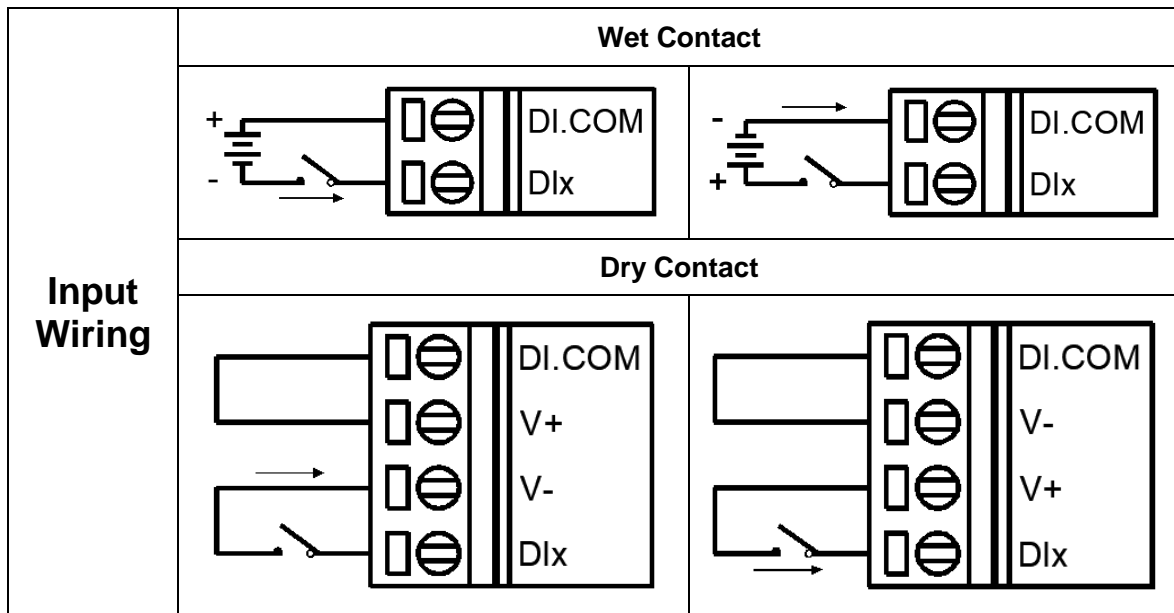 Input
Wiring
Wet Contact
+
-
DI.COM
DIx
-
+
DI.COM
DIx
Dry Contact
DI.COM
V+
V-
DIx
DI.COM
V-
V+
DIx